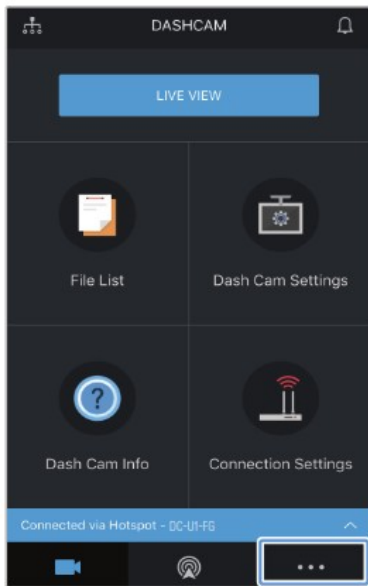 DASHCAM
LIVE VIEW
File List
Dash Cam Settings
?
Dash Cam Info
Connection Settings
Connected via Hotspot - DC-U1-FG